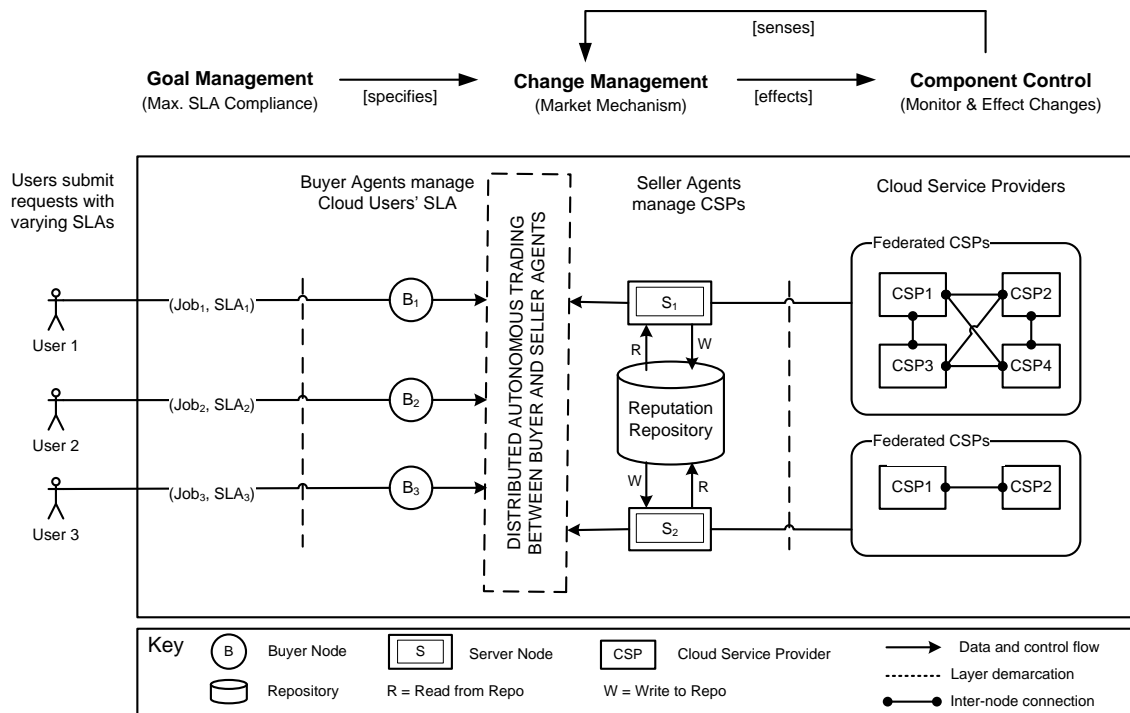 [senses]
Goal Management
(Max. SLA Compliance)
[specifies]
Change Management
(Market Mechanism)
[effects]
Component Control
(Monitor & Effect Changes)
Users submit
requests with
varying SLAs
Buyer Agents manage
Cloud Users' SLA
Seller Agents
manage CSPs
Cloud Service Providers
DISTRIBUTED AUTONOMOUS TRADING
BETWEEN BUYER AND SELLER AGENTS
User 1
(Job1, SLA1)
B1
User 2
(Job2, SLA2)
B2
User 3
(Job3, SLA3)
B3
S1
R
W
Reputation
Repository
W
R
S2
Federated CSPs
CSP1
CSP2
CSP3
CSP4
Federated CSPs
CSP1
CSP2
Key
B
Buyer Node
S
Server Node
CSP
Cloud Service Provider
Data and control flow
Layer demarcation
Repository
R = Read from Repo
W = Write to Repo
Inter-node connection